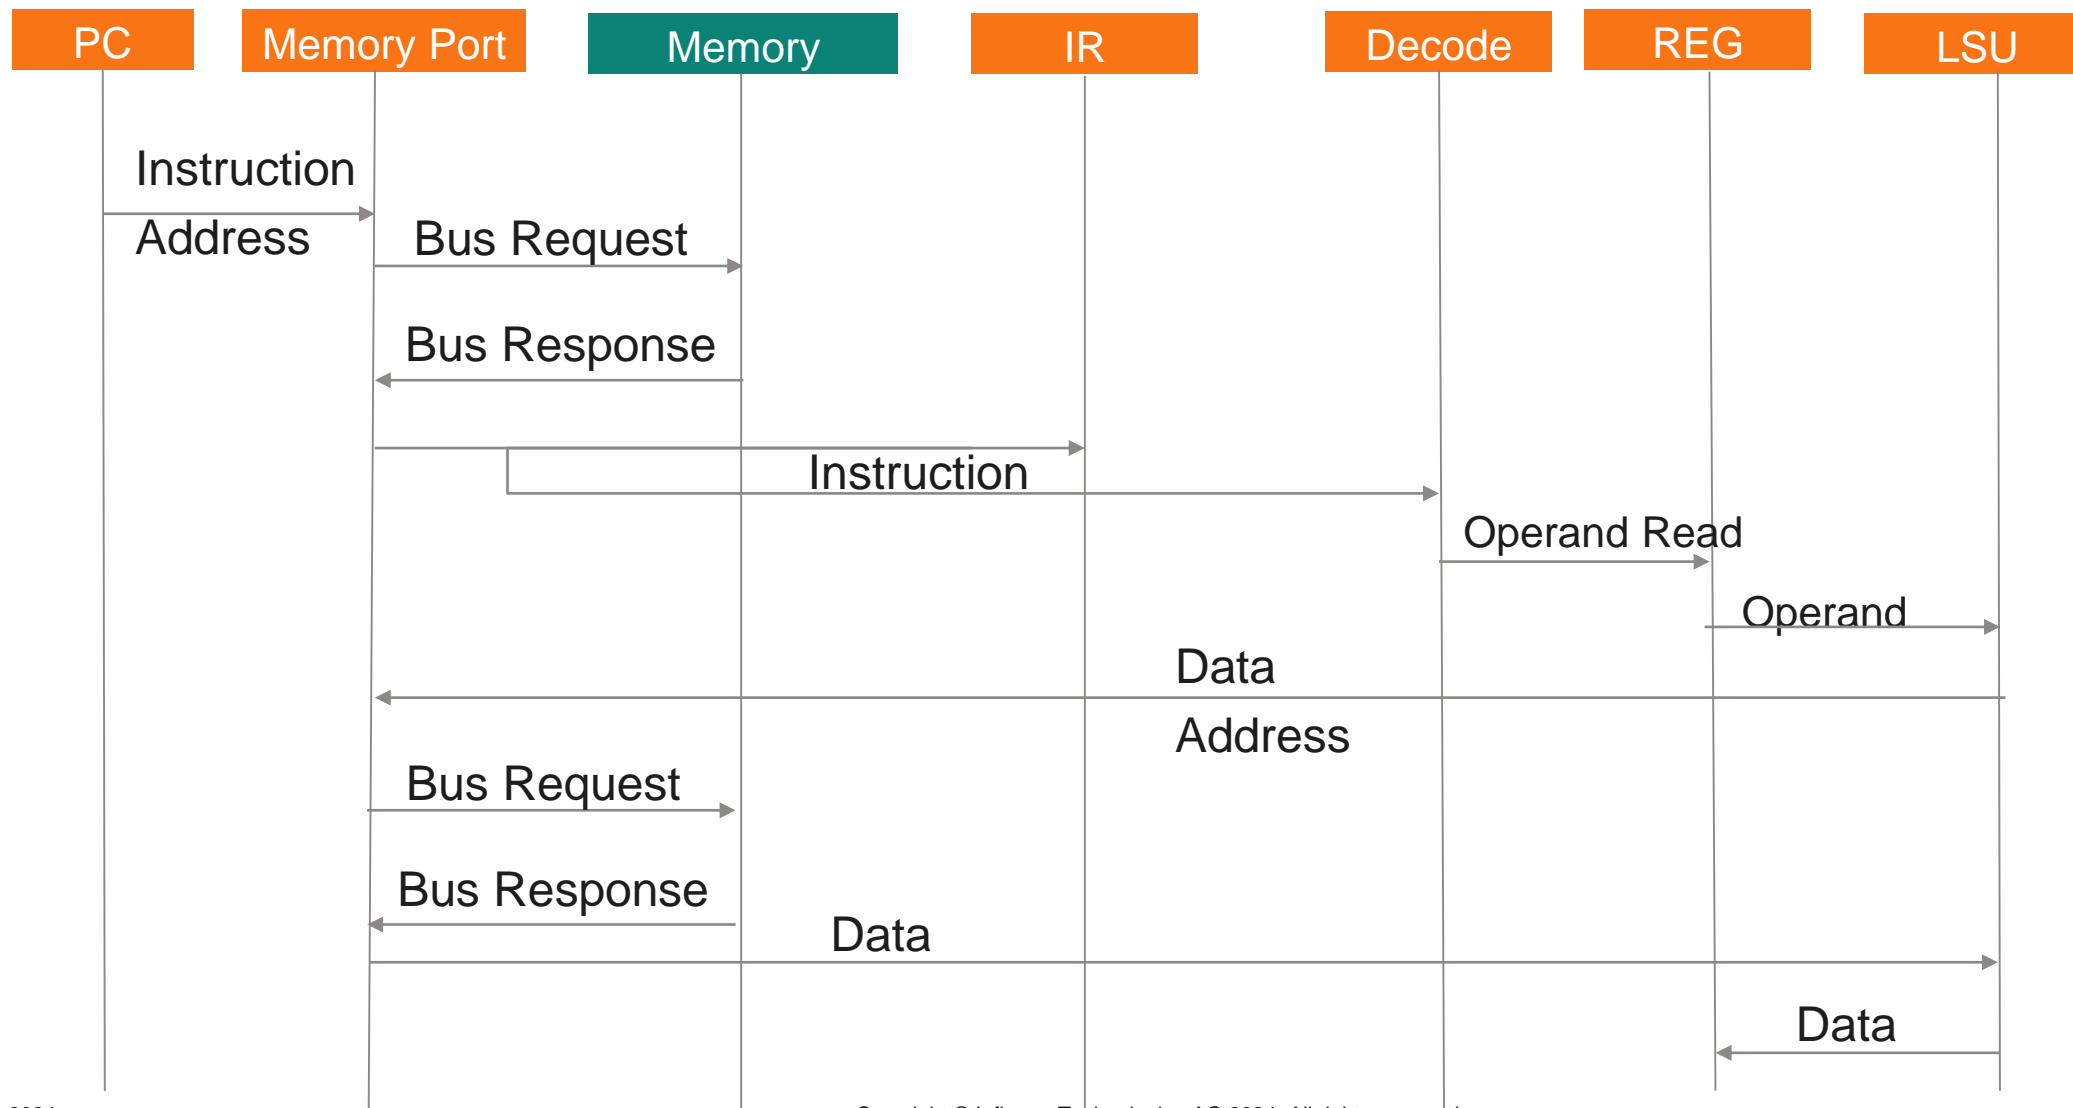 PC
Memory Port
Memory
IR
Decode
REG
LSU
Instruction
Address
Bus Request
Bus Response
Instruction
Operand Read
Operand
Data
Address
Bus Request
Bus Response
Data
Data